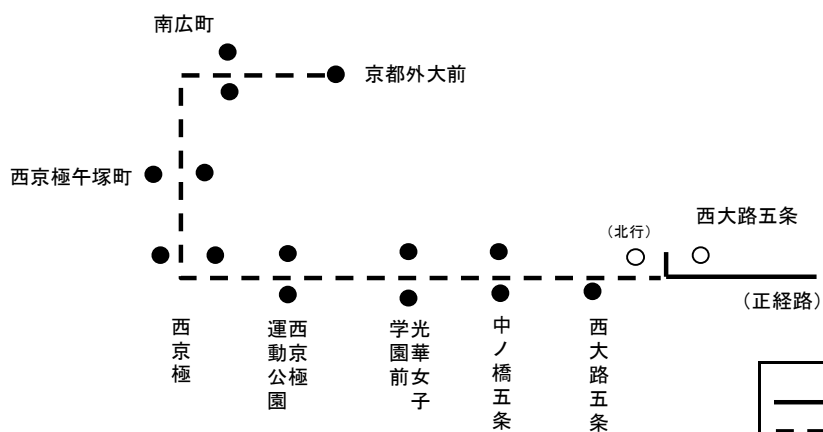 南広町
京都外大前
西京極午塚町
西大路五条
（北行）
（正経路）
西京極
西京極
運動公園
光華女子
学園前
中ノ橋五条
西大路五条